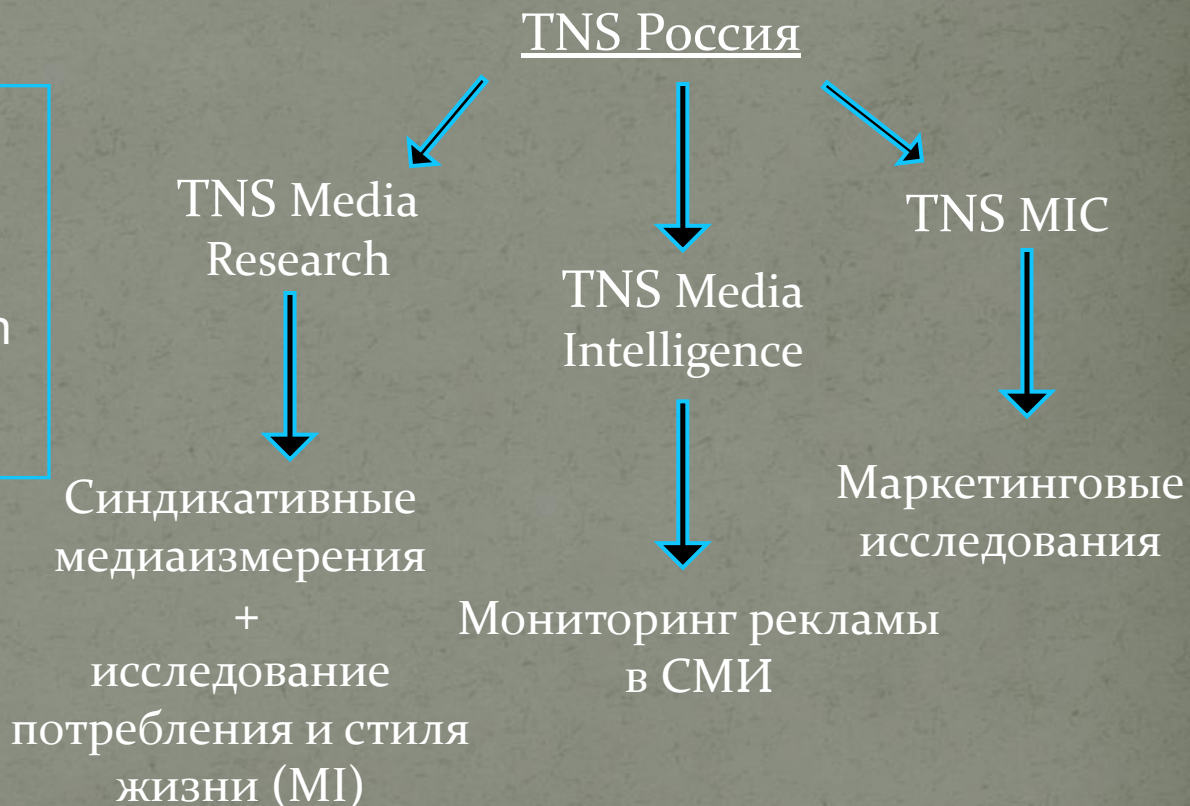 TNS Россия
TNS Media
Research
Синдикативные
медиаизмерения
+
исследование
потребления и стиля
жизни (MI)
TNS Media
Intelligence
Мониторинг рекламы
в СМИ
TNS MIC
Маркетинговые
исследования